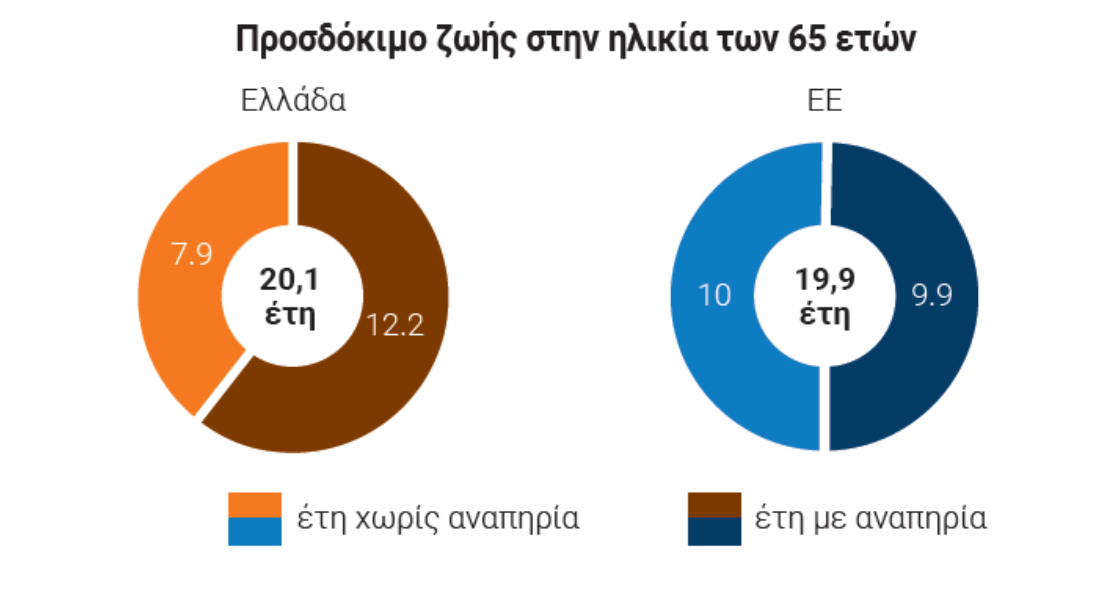 Προσδόκιμο ζωής στην ηλικία των 65 ετών
Ελλάδα
ΕΕ
7.9
20,1
έτη
12.2
10
19,9
έτη
9.9
έτη χωρίς αναπηρία
έτη με αναπηρία